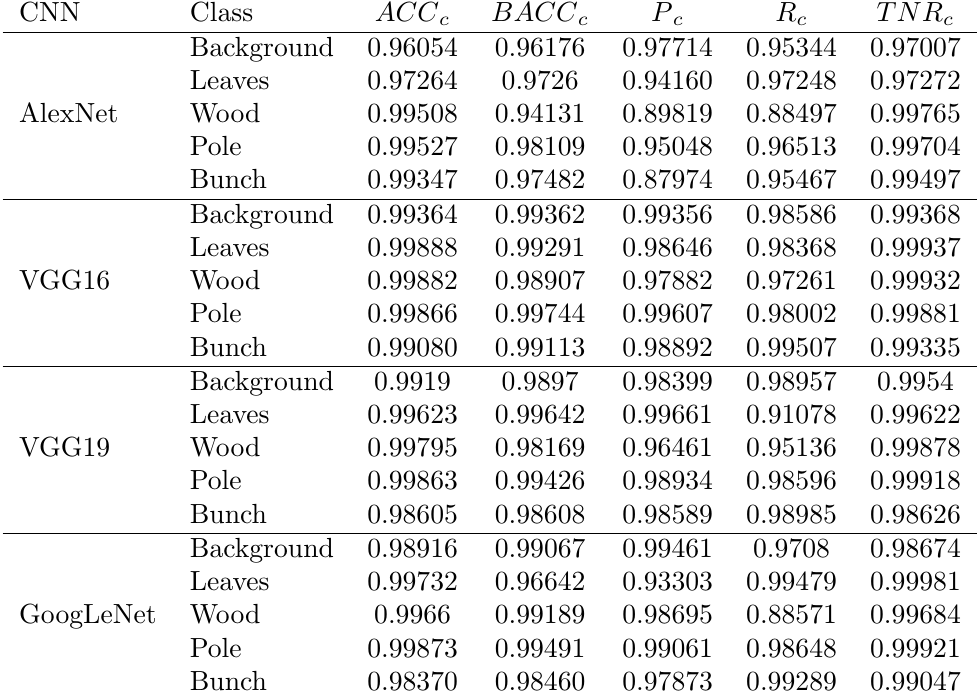 CNN Class ACC_c BACC_c P_c R_c TNR_c
Background 0.96054 0.96176 0.97714 0.95344 0.97007
Leaves 0.97264 0.9726 0.94160 0.97248 0.97272
AlexNet Wood 0.99508 0.94131 0.89819 0.88497 0.99765
Pole 0.99527 0.98109 0.95048 0.96513 0.99704
Bunch 0.99347 0.97482 0.87974 0.95467 0.99497
Background 0.99364 0.99362 0.99356 0.98586 0.99368
Leaves 0.99888 0.99291 0.98646 0.98368 0.99937
VGG16 Wood 0.99882 0.98907 0.97882 0.97261 0.99932
Pole 0.99866 0.99744 0.99607 0.98002 0.99881
Bunch 0.99080 0.99113 0.98892 0.99507 0.99335
Background 0.9919 0.9897 0.98399 0.98957 0.9954
Leaves 0.99623 0.99642 0.99661 0.91078 0.99622
VGG19 Wood 0.99795 0.98169 0.96461 0.95136 0.99878
Pole 0.99863 0.99426 0.98934 0.98596 0.99918
Bunch 0.98605 0.98608 0.98589 0.98985 0.98626
Background 0.98916 0.99067 0.99461 0.9708 0.98674
Leaves 0.99732 0.96642 0.93303 0.99479 0.99981
GoogLeNet Wood 0.9966 0.99189 0.98695 0.88571 0.99684
Pole 0.99873 0.99491 0.99061 0.98648 0.99921
Bunch 0.98370 0.98460 0.97873 0.99289 0.99047